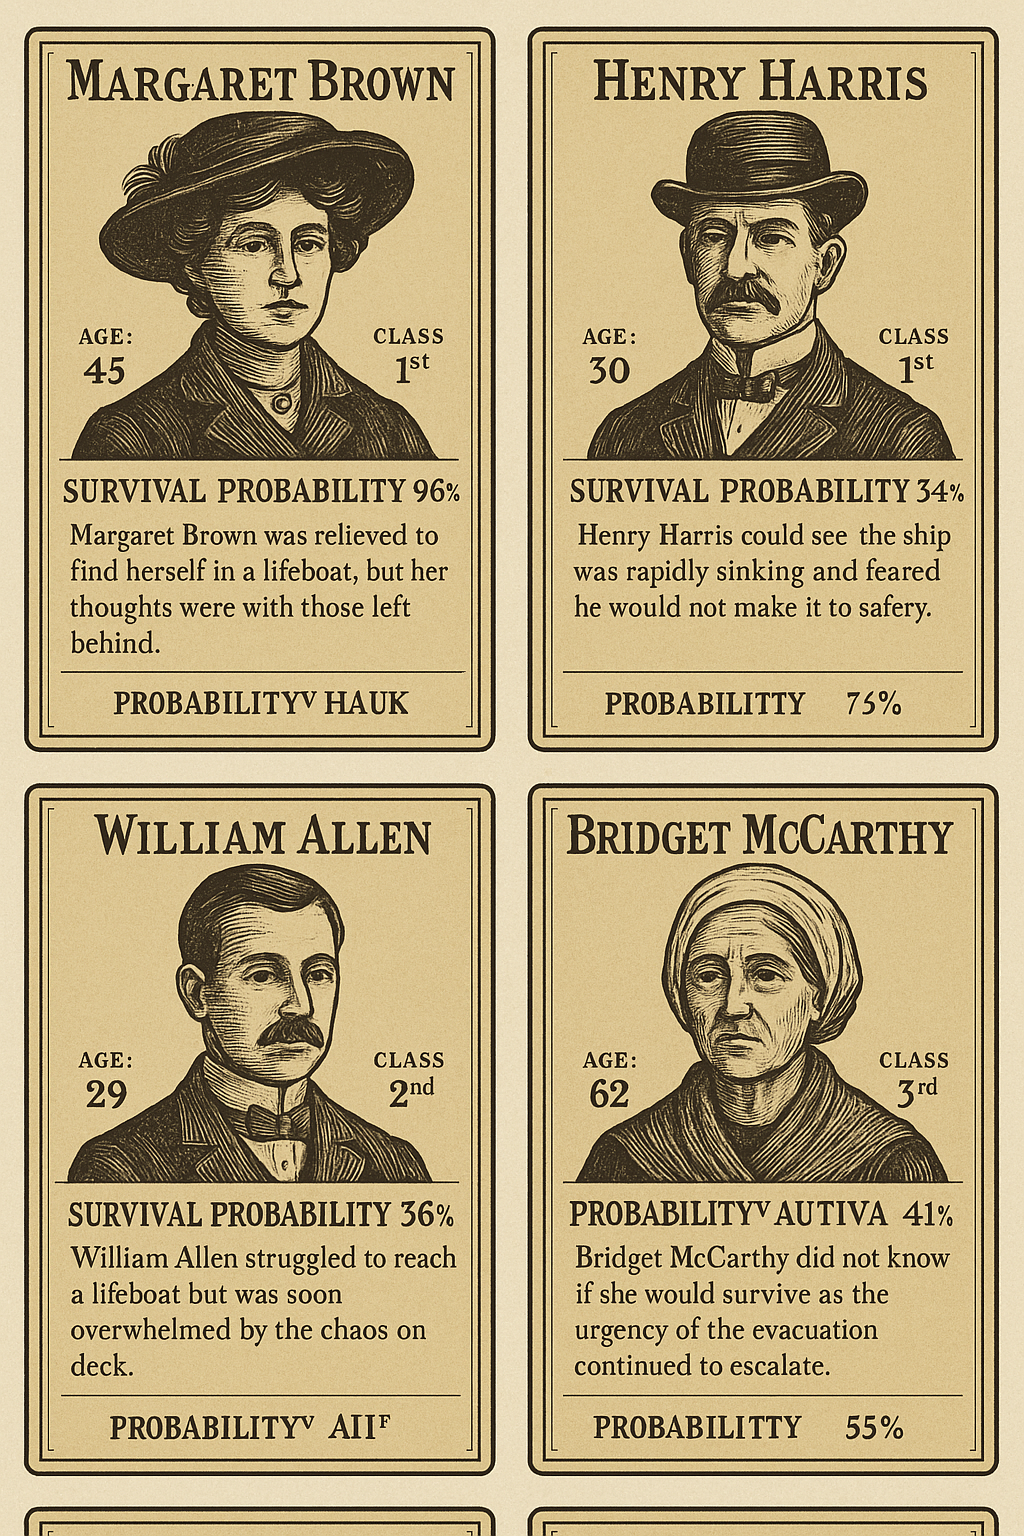 MARGARET BROWN
AGE:
45
CLASS
1st
SURVIVAL PROBABILITY 96%
Margaret Brown was relieved to
find herself in a lifeboat, but her
thoughts were with those left
behind.
PROBABILITYV HAUK
HENRY HARRIS
AGE:
30
CLASS
1st
SURVIVAL PROBABILITY 34%
Henry Harris could see the ship
was rapidly sinking and feared
he would not make it to safery.
PROBABILITTY 75%
WILLIAM ALLEN
AGE:
29
CLASS
2nd
SURVIVAL PROBABILITY 36%
William Allen struggled to reach
a lifeboat but was soon
overwhelmed by the chaos on
deck.
PROBABILITYV AIIF
BRIDGET MCCARTHY
AGE:
62
CLASS
3rd
PROBABILITYV AUTIVA 41%
Bridget McCarthy did not know
if she would survive as the
urgency of the evacuation
continued to escalate.
PROBABILITTY 55%